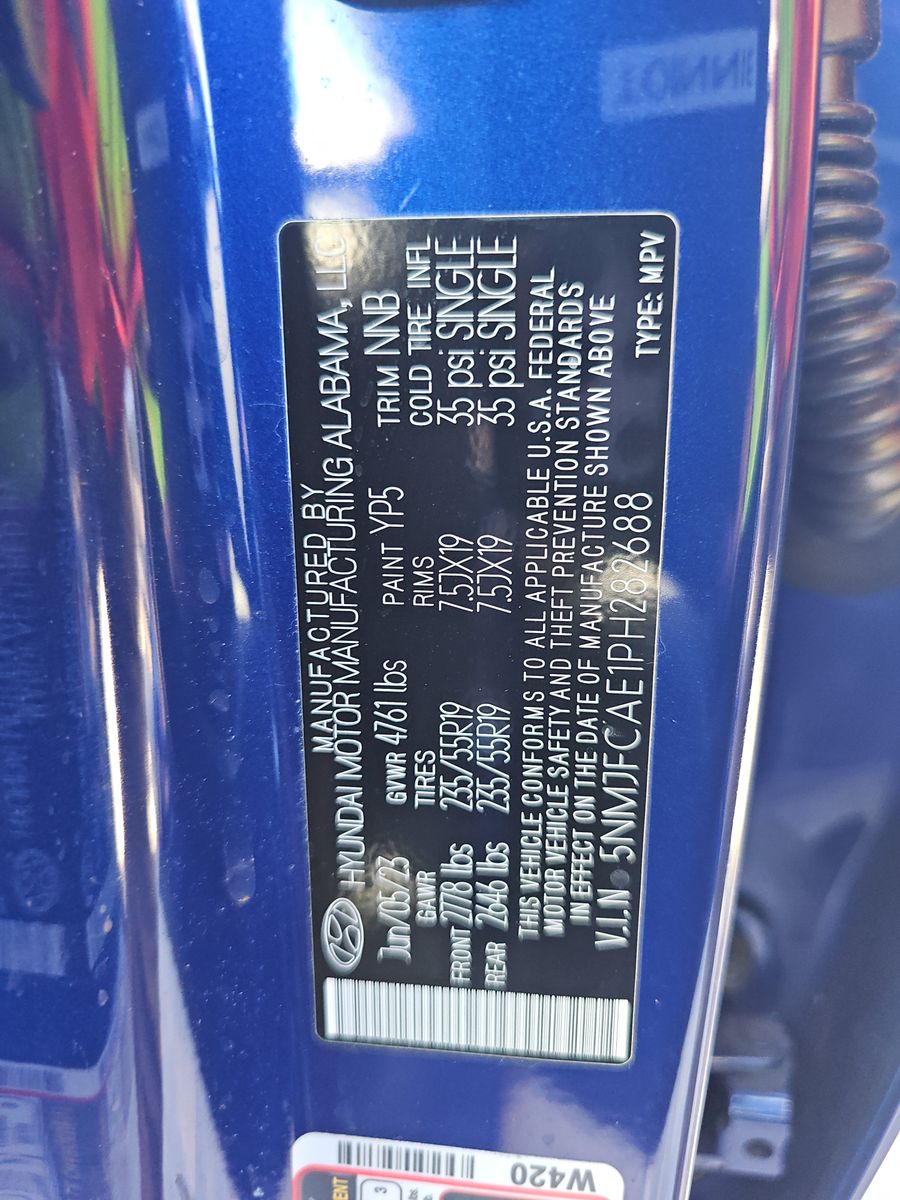 MANUFACTURED BY
HYUNDAI MOTOR MANUFACTURING ALABAMA, LLC
Jun/05/23 GVWR 4761 lbs PAINT YP5 TRIM NNB
GAWR TIRES RIMS COLD TIRE INFL
FRONT 2778 lbs 235/55R19 7.5JX19 35 psi SINGLE
REAR 2646 lbs 235/55R19 7.5JX19 35 psi SINGLE
THIS VEHICLE CONFORMS TO ALL APPLICABLE U.S.A. FEDERAL
MOTOR VEHICLE SAFETY AND THEFT PREVENTION STANDARDS
IN EFFECT ON THE DATE OF MANUFACTURE SHOWN ABOVE
V.I.N 5NMJFCAE1PH282688 TYPE: MPV
W420